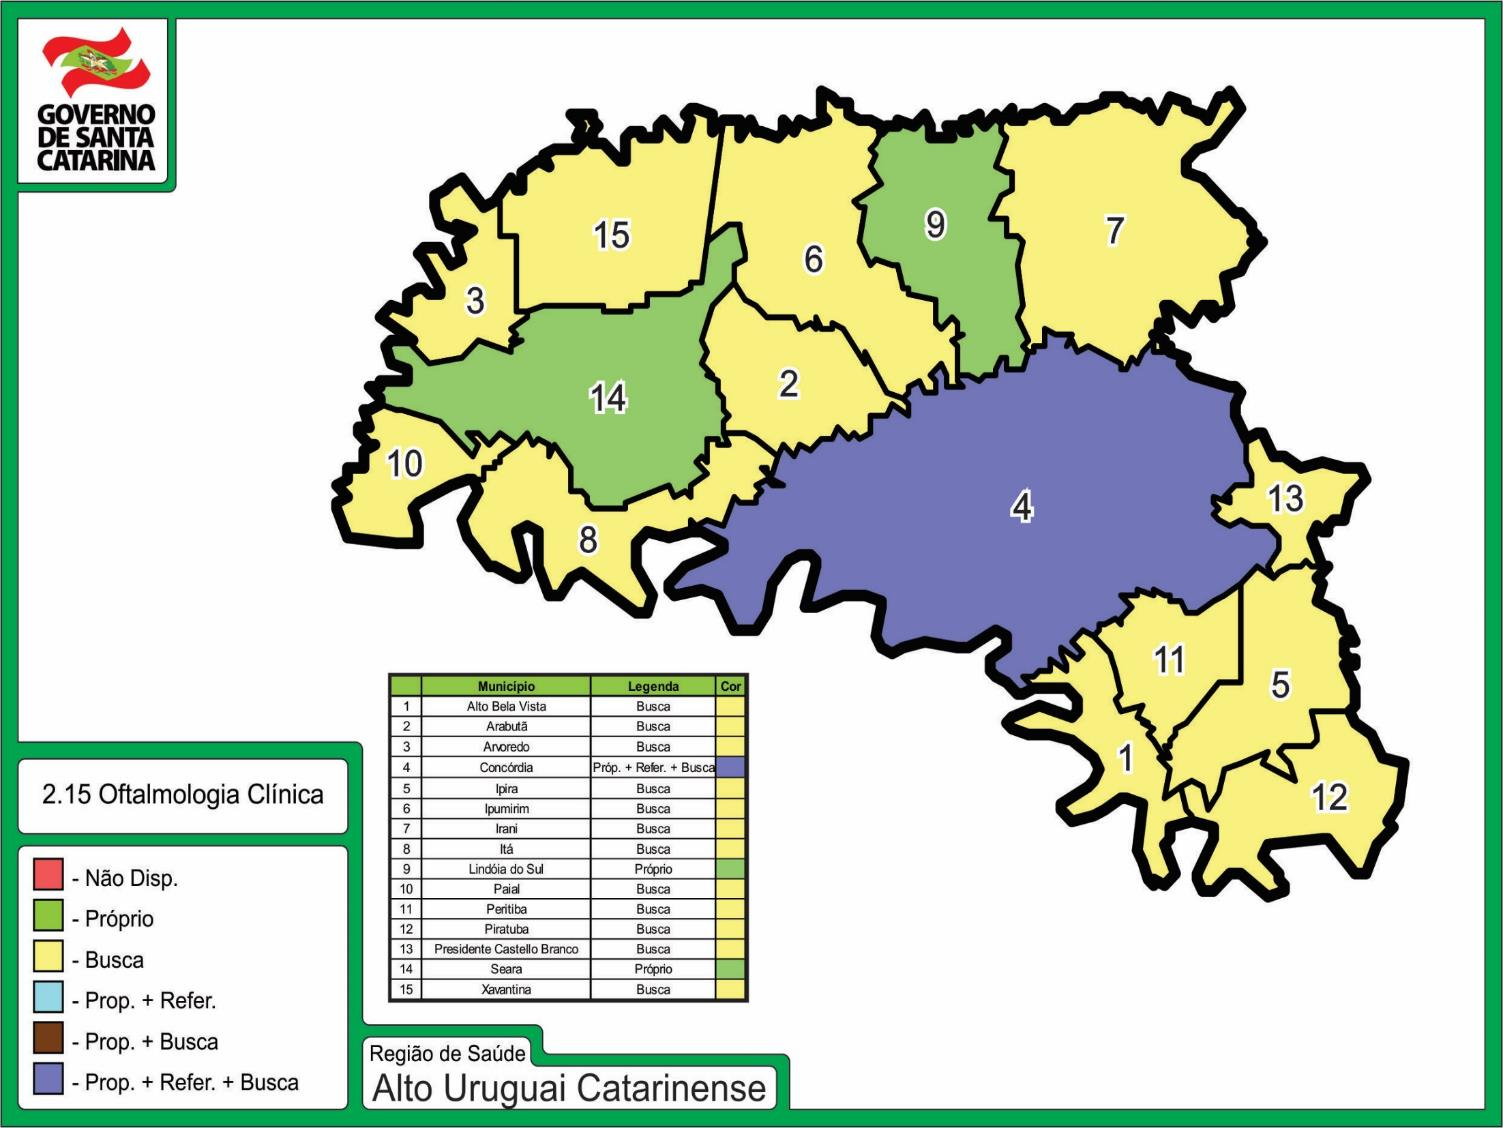 GOVERNO
DE SANTA
CATARINA
15
6
9
7
3
14
2
10
4
13
8
11
5
1
12
Município Legenda Cor
1 Alto Bela Vista Busca
2 Arabutã Busca
3 Arvoredo Busca
4 Concórdia Próp. + Refer. + Busca
5 Ipira Busca
6 Ipumirim Busca
7 Irani Busca
8 Itá Busca
9 Lindóia do Sul Próprio
10 Paial Busca
11 Peritiba Busca
12 Piratuba Busca
13 Presidente Castello Branco Busca
14 Seara Próprio
15 Xavantina Busca
2.15 Oftalmologia Clínica
- Não Disp.
- Próprio
- Busca
- Prop. + Refer.
- Prop. + Busca
- Prop. + Refer. + Busca
Região de Saúde
Alto Uruguai Catarinense